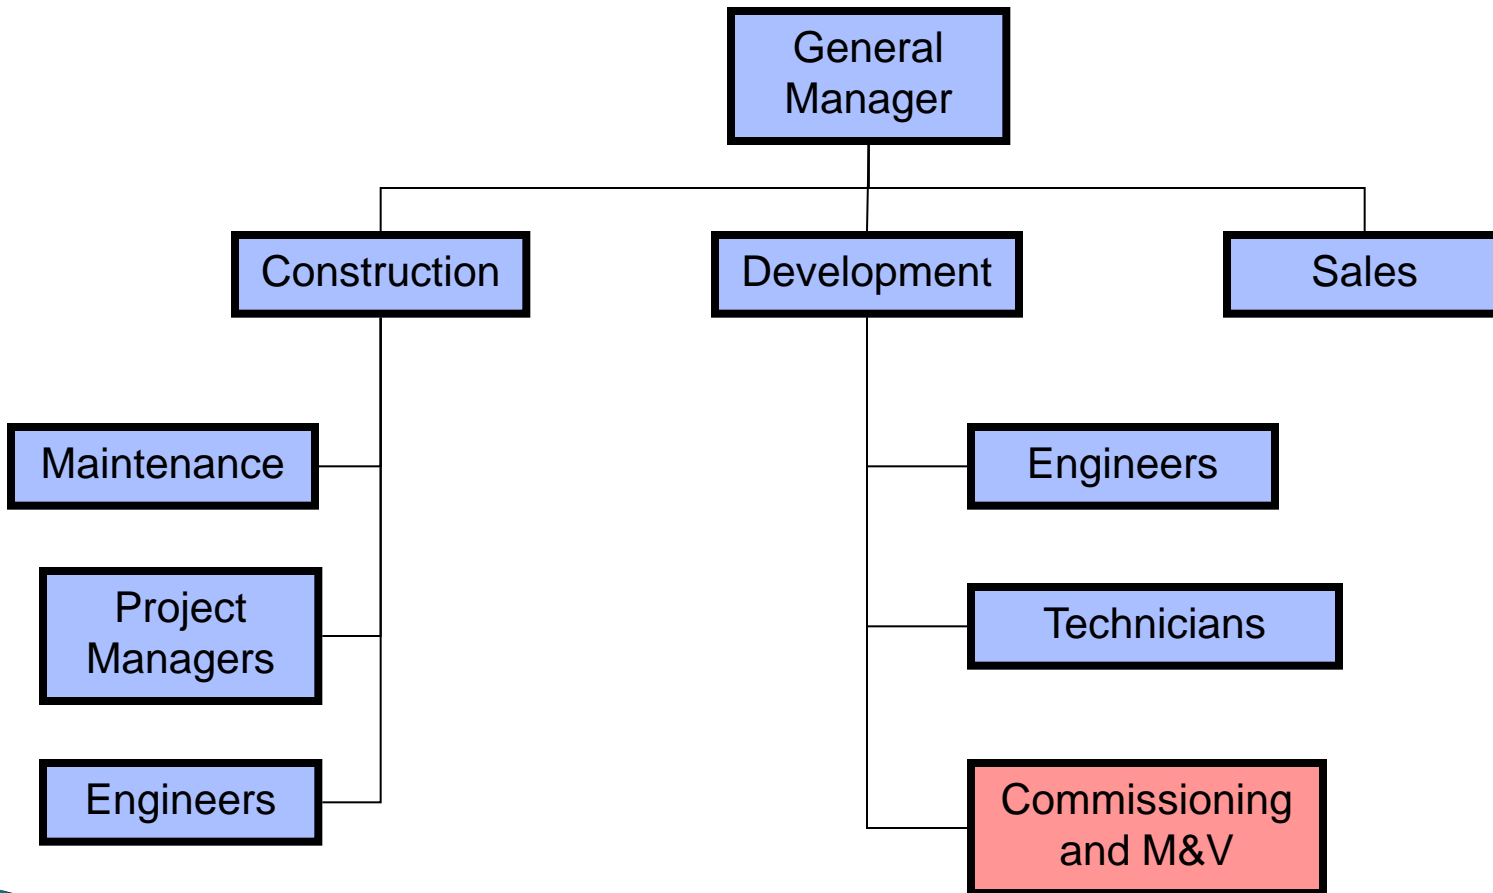 General
Manager
Construction
Development
Sales
Maintenance
Engineers
Project
Managers
Technicians
Engineers
Commissioning
and M&V